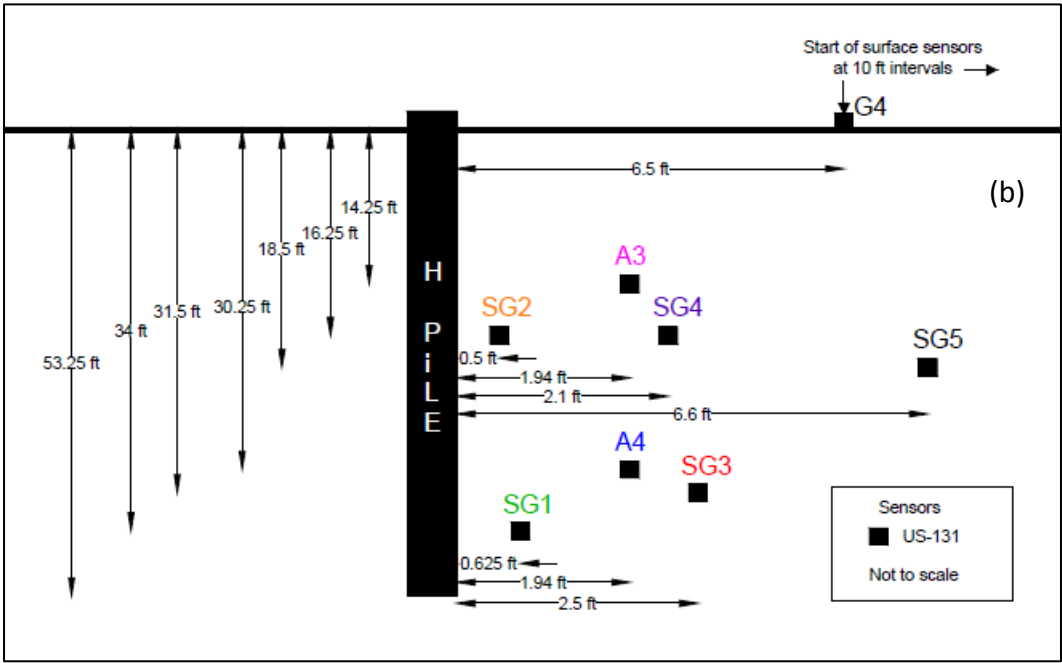 Start of surface sensors
at 10 ft intervals
G4
6.5 ft
(b)
14.25 ft
16.25 ft
18.5 ft
30.25 ft
31.5 ft
34 ft
53.25 ft
H
P
i
L
E
A3
SG2
SG4
SG5
0.5 ft
1.94 ft
2.1 ft
6.6 ft
A4
SG3
SG1
0.625 ft
1.94 ft
2.5 ft
Sensors
US-131
Not to scale